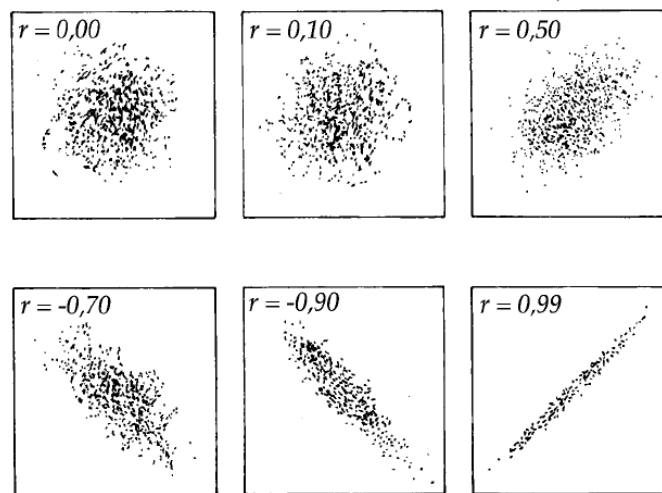 r = 0,00
r = 0,10
r = 0,50
r = -0,70
r = -0,90
r = 0,99